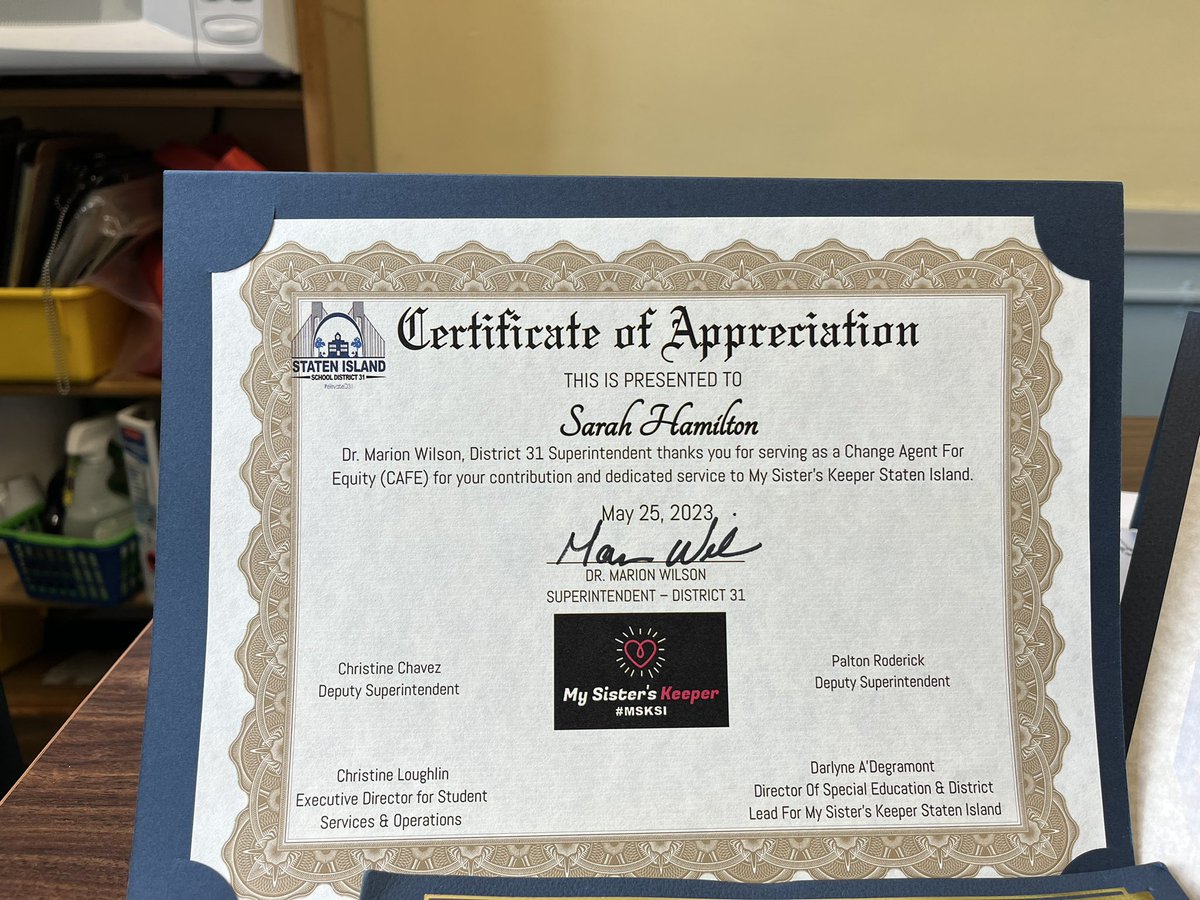 Certificate of Appreciation
STATEN ISLAND
SCHOOL DISTRICT 31
#elevateD31
THIS IS PRESENTED TO
Sarah Hamilton
Dr. Marion Wilson, District 31 Superintendent thanks you for serving as a Change Agent For
Equity (CAFE) for your contribution and dedicated service to My Sister's Keeper Staten Island.
May 25, 2023
DR. MARION WILSON
SUPERINTENDENT – DISTRICT 31
My Sister's Keeper
#MSKSI
Christine Chavez
Deputy Superintendent
Palton Roderick
Deputy Superintendent
Christine Loughlin
Executive Director for Student
Services & Operations
Darlyne A'Degramont
Director Of Special Education & District
Lead For My Sister's Keeper Staten Island